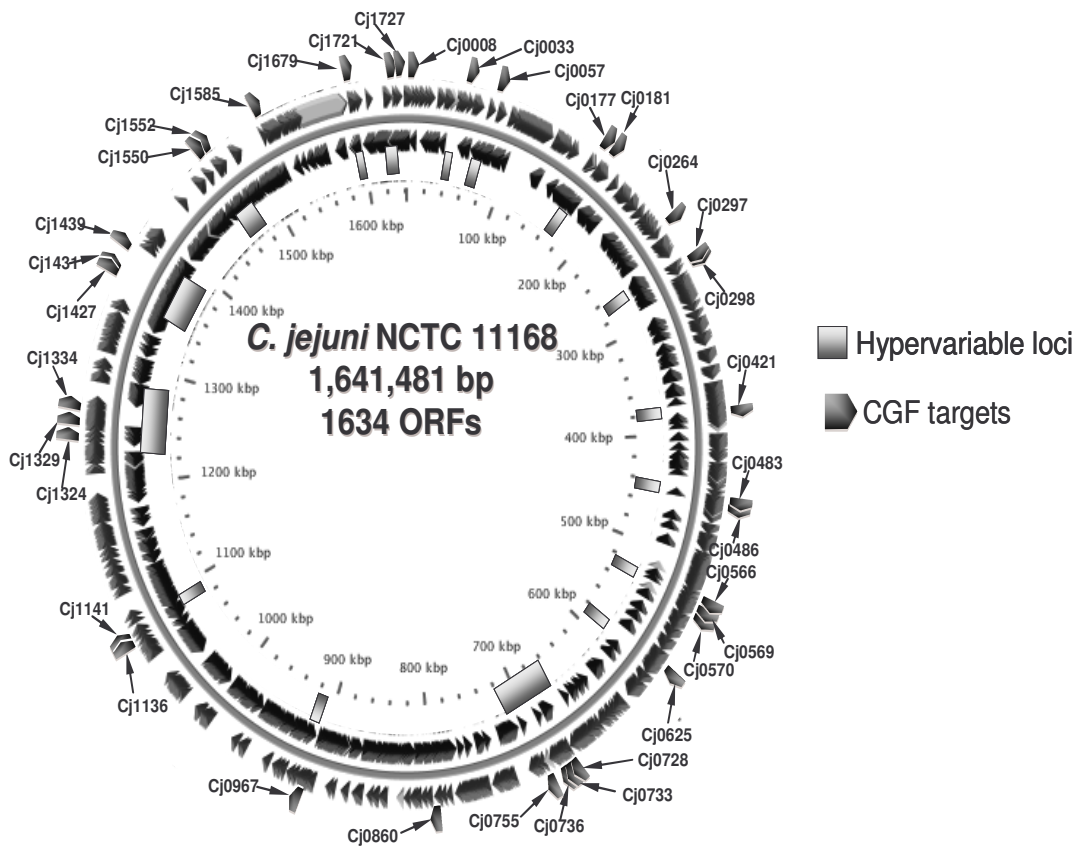 Cj1727
Cj1721
Cj0008
Cj0033
Cj1679
Cj0057
Cj1585
Cj0177
Cj0181
Cj1552
Cj1550
Cj0264
Cj0297
Cj1439
Cj1431
Cj1427
Cj0298
1600 kbp
100 kbp
1500 kbp
200 kbp
1400 kbp
300 kbp
C. jejuni NCTC 11168
1,641,481 bp
1634 ORFs
Hypervariable loci
CGF targets
Cj1334
1300 kbp
Cj0421
400 kbp
Cj1329
Cj1324
1200 kbp
Cj0483
500 kbp
Cj0486
1100 kbp
Cj0566
600 kbp
Cj1141
1000 kbp
Cj0569
700 kbp
Cj0570
900 kbp
800 kbp
Cj1136
Cj0625
Cj0728
Cj0967
Cj0733
Cj0755
Cj0736
Cj0860